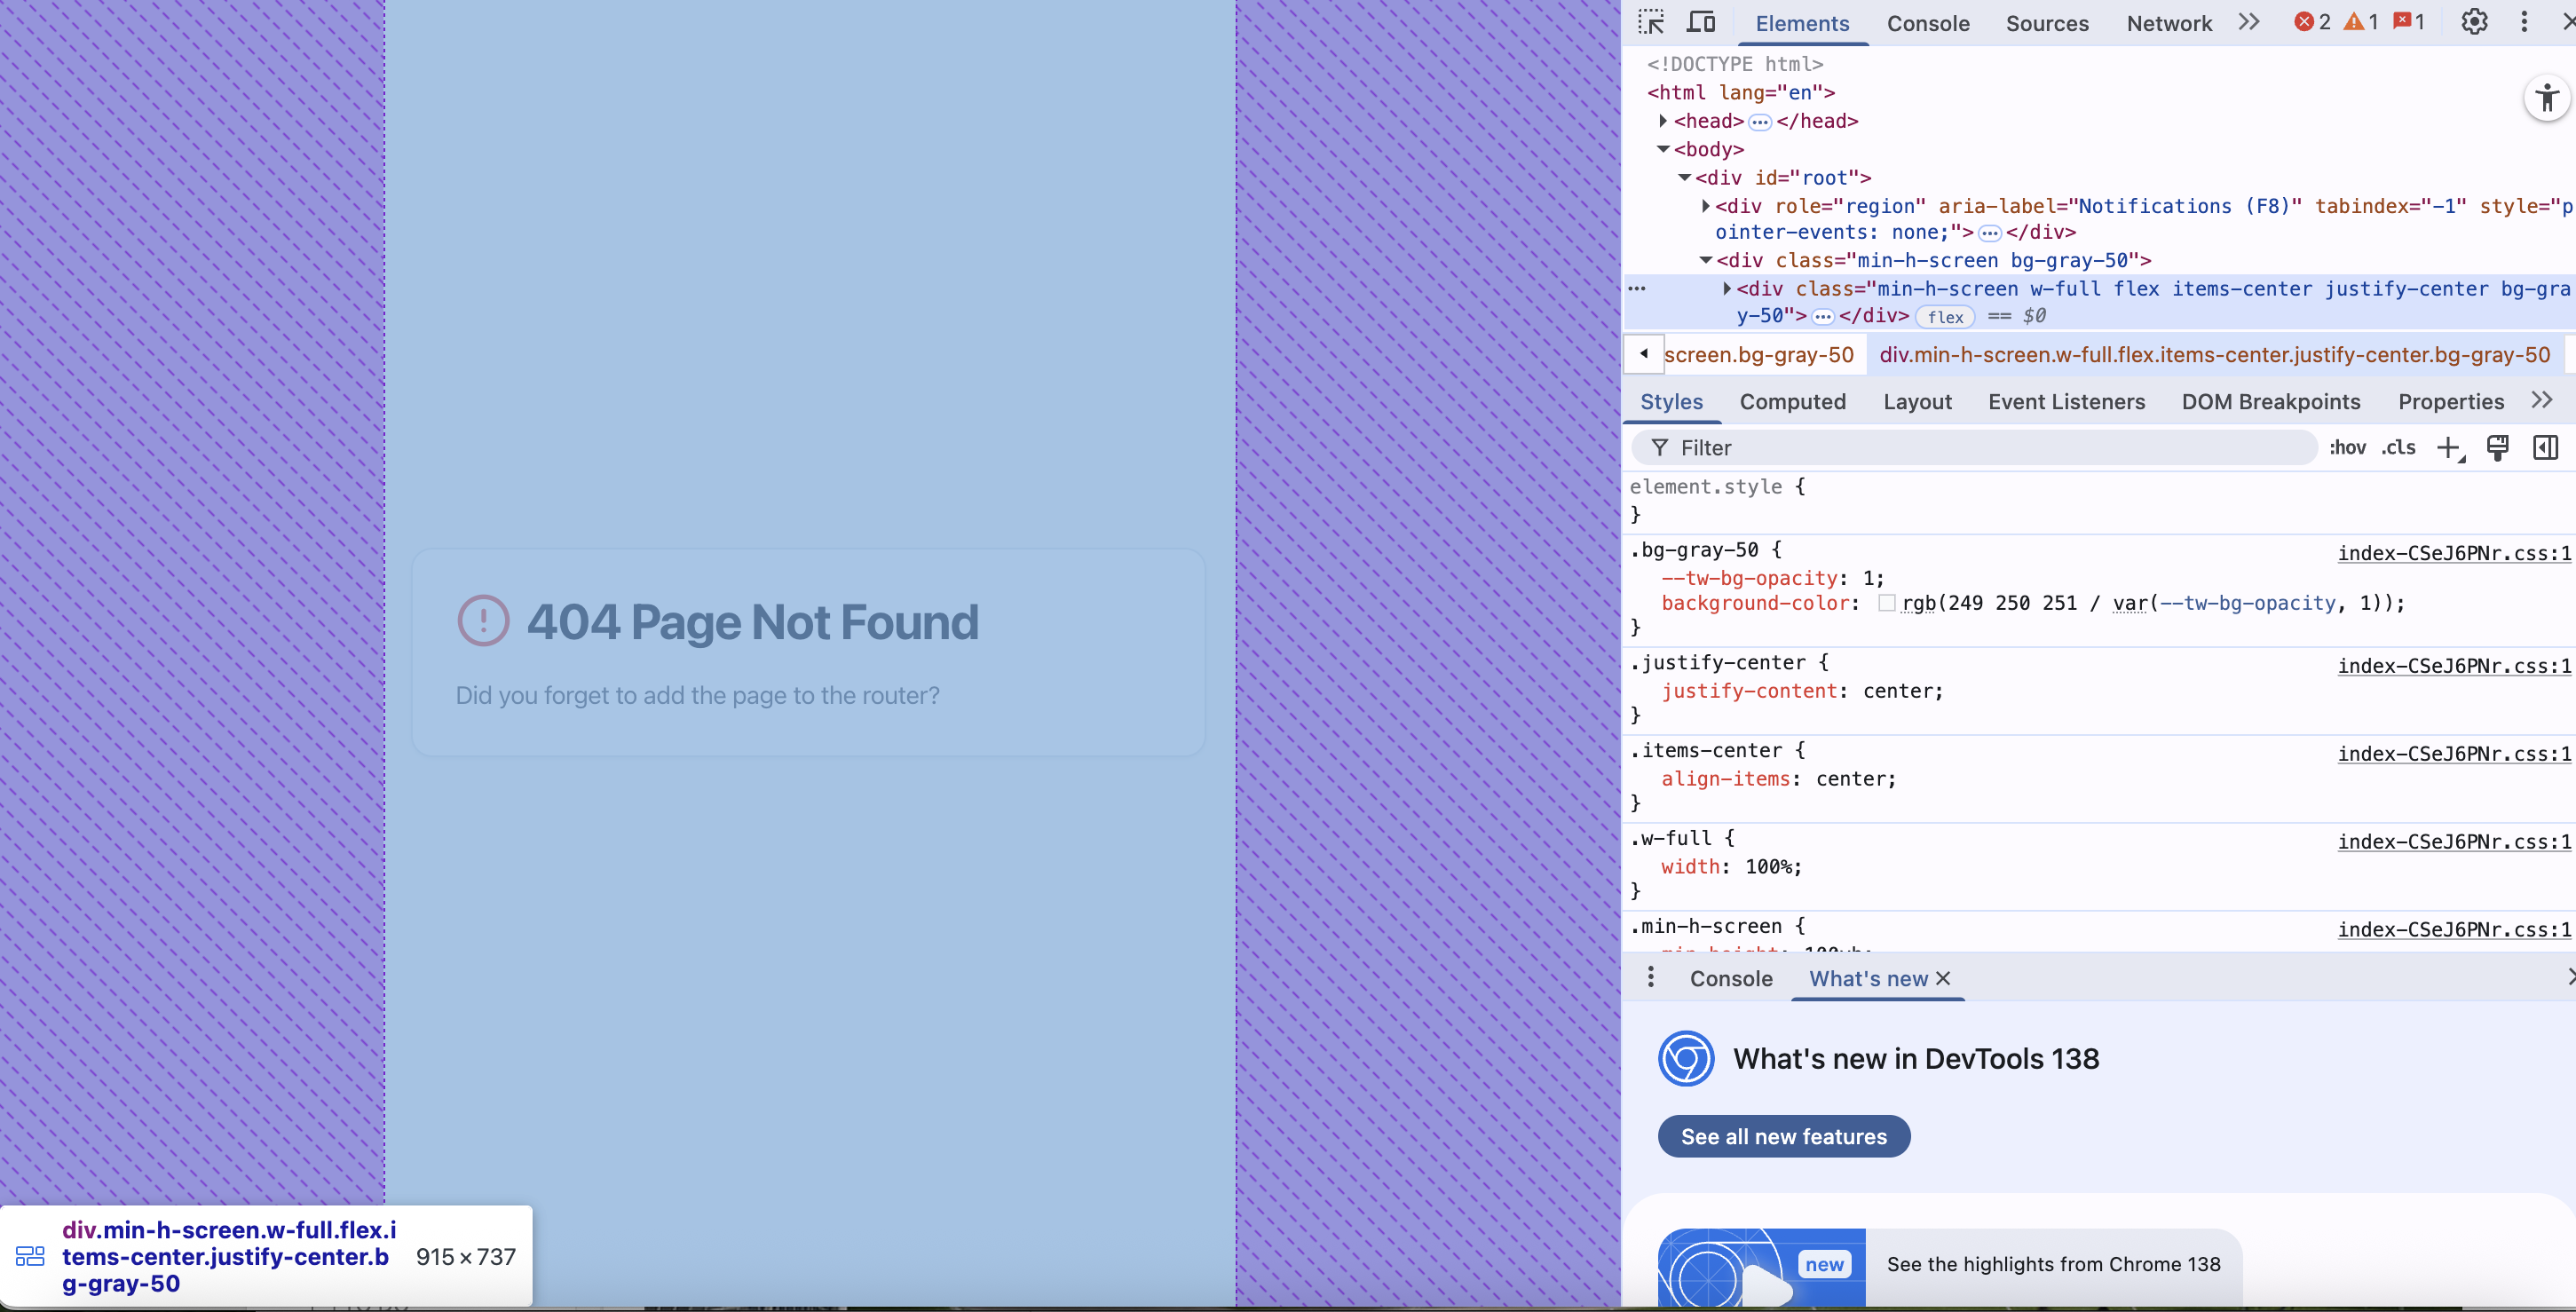 404 Page Not Found
Did you forget to add the page to the router?
div.min-h-screen.w-full.flex.i
tems-center.justify-center.b
g-gray-50
915 × 737
Elements Console Sources Network 2 1 1
<!DOCTYPE html>
<html lang="en">
<head> ••• </head>
<body>
<div id="root">
<div role="region" aria-label="Notifications (F8)" tabindex="-1" style="p
ointer-events: none;"> ••• </div>
<div class="min-h-screen bg-gray-50">
••• <div class="min-h-screen w-full flex items-center justify-center bg-gra
y-50"> ••• </div> flex == $0
screen.bg-gray-50 div.min-h-screen.w-full.flex.items-center.justify-center.bg-gray-50
Styles Computed Layout Event Listeners DOM Breakpoints Properties
Filter :hov .cls
element.style {
}
.bg-gray-50 { index-CSeJ6PNr.css:1
--tw-bg-opacity: 1;
background-color: rgb(249 250 251 / var(--tw-bg-opacity, 1));
}
.justify-center { index-CSeJ6PNr.css:1
justify-content: center;
}
.items-center { index-CSeJ6PNr.css:1
align-items: center;
}
.w-full { index-CSeJ6PNr.css:1
width: 100%;
}
.min-h-screen { index-CSeJ6PNr.css:1
min-height: 100vh;
Console What's new
What's new in DevTools 138
See all new features
new
See the highlights from Chrome 138